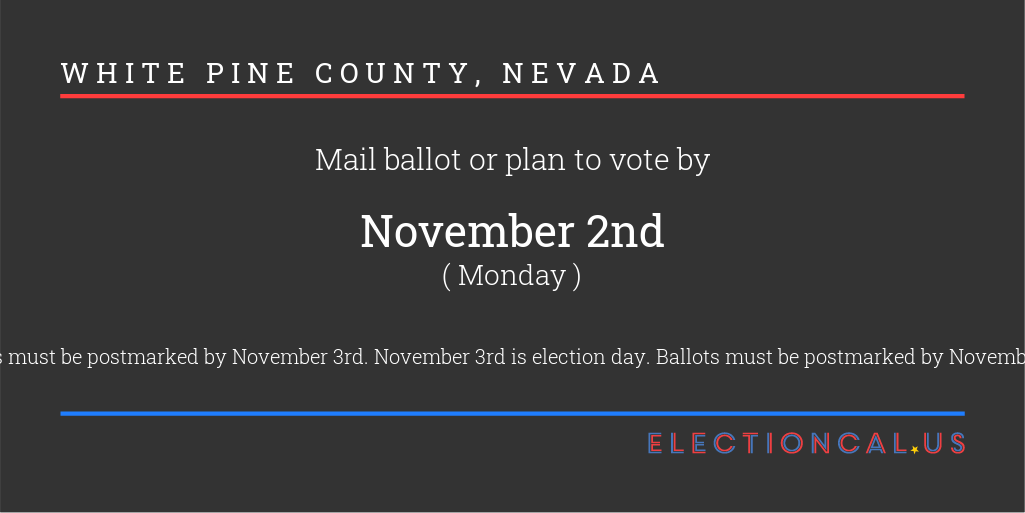 WHITE PINE COUNTY, NEVADA
Mail ballot or plan to vote by
November 2nd
( Monday )
must be postmarked by November 3rd. November 3rd is election day. Ballots must be postmarked by
ELECTIONCAL.US